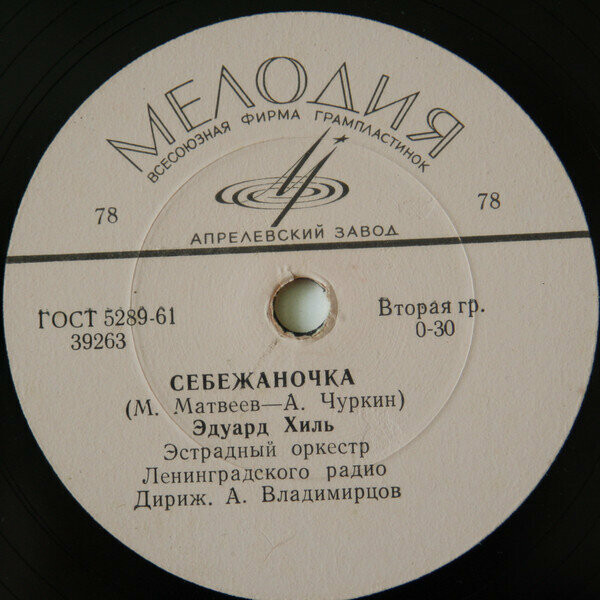 МЕЛОДИЯ
ВСЕСОЮЗНАЯ ФИРМА ГРАМПЛАСТИНОК
78
78
АПРЕЛЕВСКИЙ ЗАВОД
ГОСТ 5289-61
39263
Вторая гр.
0-30
СЕБЕЖАНОЧКА
(М. Матвеев—А. Чуркин)
Эдуард Хиль
Эстрадный оркестр
Ленинградского радио
Дириж. А. Владимирцов